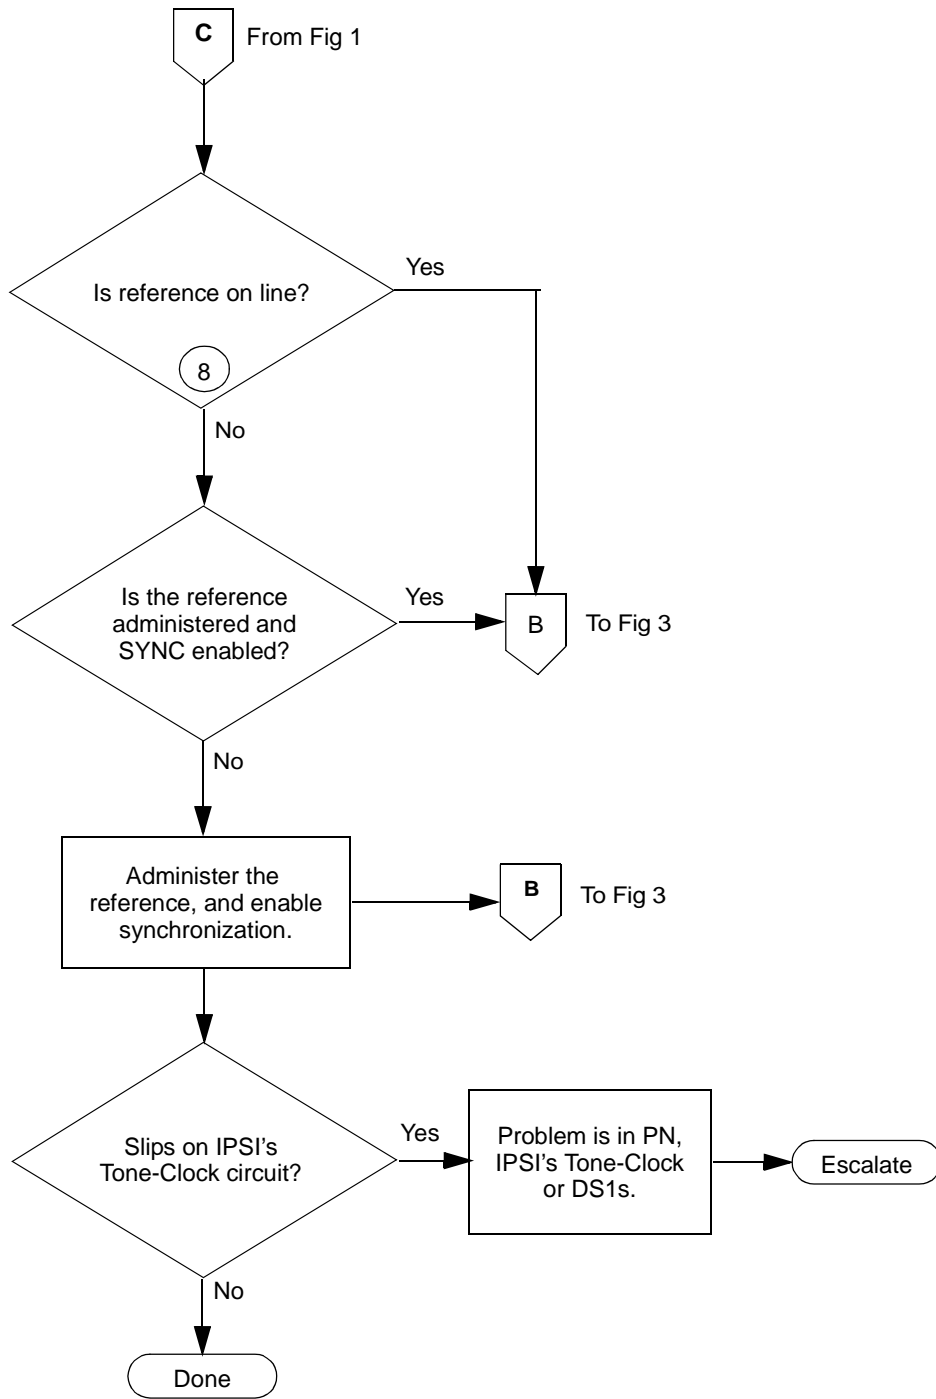 C
From Fig 1
Is reference on line?
Yes
8
No
Is the reference
administered and
SYNC enabled?
Yes
B
To Fig 3
No
Administer the
reference, and enable
synchronization.
B
To Fig 3
Slips on IPSI's
Tone-Clock circuit?
Yes
Problem is in PN,
IPSI's Tone-Clock
or DS1s.
Escalate
No
Done